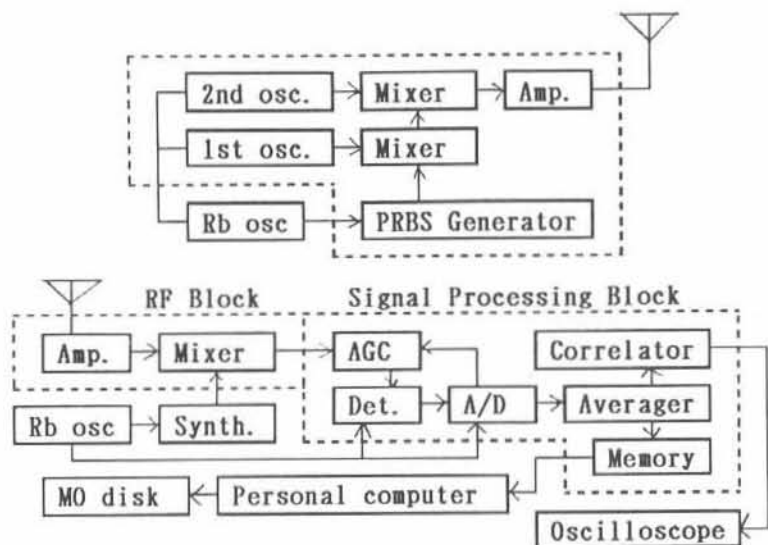 2nd osc.
Mixer
Amp.
1st osc.
Mixer
Rb osc
PRBS Generator
RF Block
Signal Processing Block
Amp.
Mixer
AGC
Correlator
Rb osc
Synth.
Det.
A/D
Averager
Memory
MO disk
Personal computer
Oscilloscope